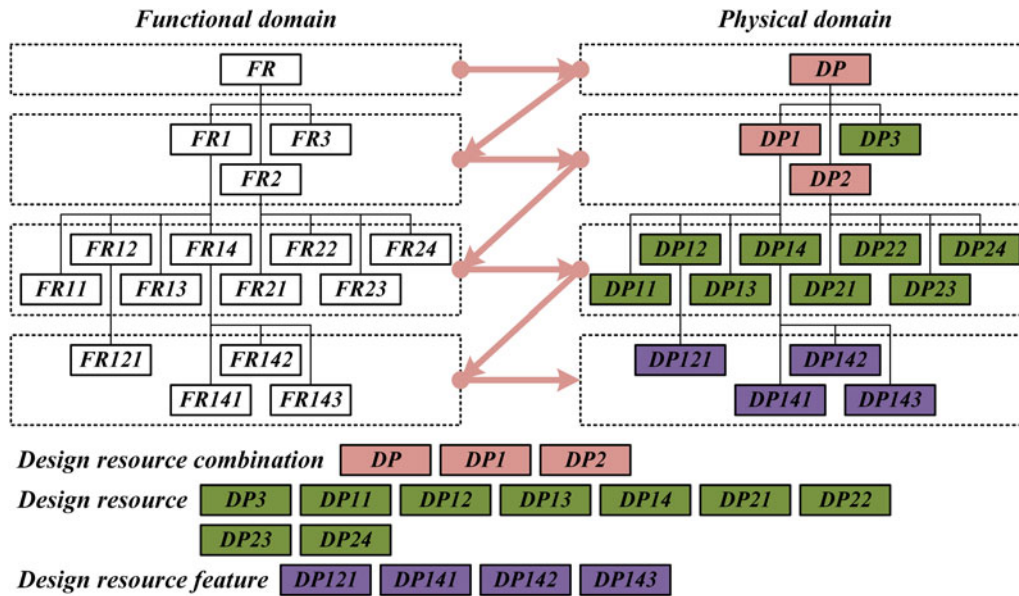 Functional domain Physical domain
FR DP
FR1 FR3 DP1 DP3
FR2 DP2
FR12 FR14 FR22 FR24 DP12 DP14 DP22 DP24
FR11 FR13 FR21 FR23 DP11 DP13 DP21 DP23
FR121 FR142 DP121 DP142
FR141 FR143 DP141 DP143
Design resource combination DP DP1 DP2
Design resource DP3 DP11 DP12 DP13 DP14 DP21 DP22
DP23 DP24
Design resource feature DP121 DP141 DP142 DP143